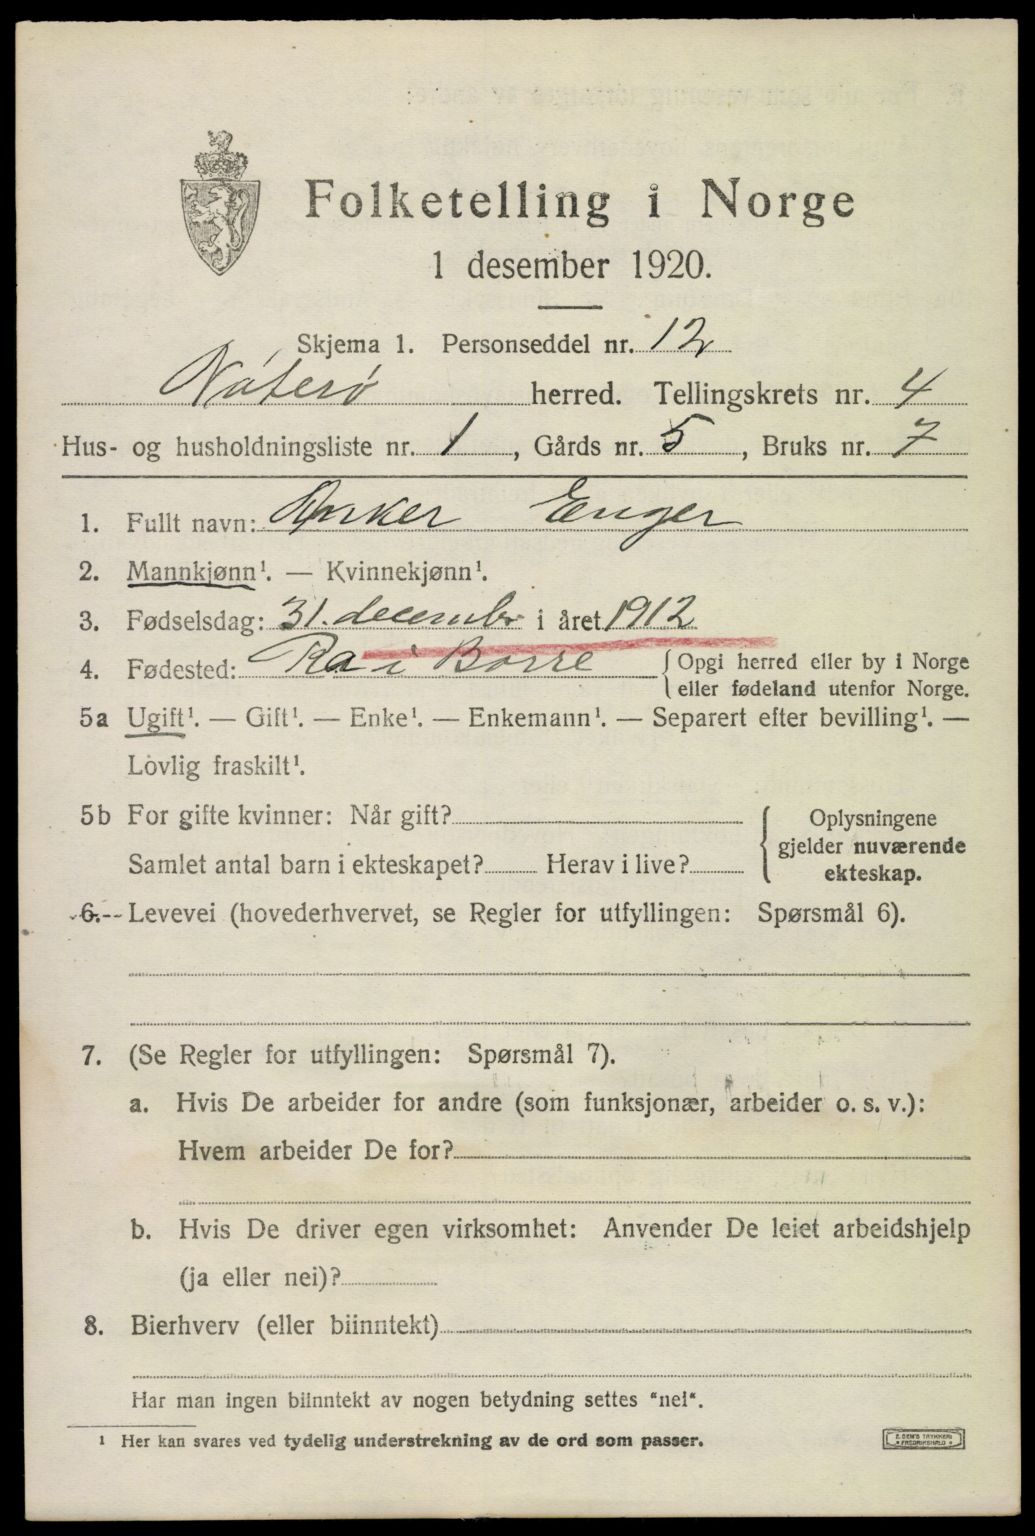 Folketelling i Norge
1 desember 1920.
Skjema 1. Personseddel nr. 12
Nøterø herred. Tellingskrets nr. 4
Hus- og husholdningsliste nr. 1, Gårds nr. 5, Bruks nr. 7
1. Fullt navn: Anker Enger
2. Mannkjønn¹. — Kvinnekjønn¹.
3. Fødselsdag: 31. decembr i året 1912
4. Fødested: Ra i Borre { Opgi herred eller by i Norge
eller fødeland utenfor Norge.
5a Ugift¹. — Gift¹. — Enke¹. — Enkemann¹. — Separert efter bevilling¹. —
Lovlig fraskilt¹.
5b For gifte kvinner: Når gift?
Samlet antal barn i ekteskapet? Herav i live?
{ Oplysningene
gjelder nuværende
ekteskap.
6. Levevei (hovederhvervet, se Regler for utfyllingen: Spørsmål 6).
7. (Se Regler for utfyllingen: Spørsmål 7).
a. Hvis De arbeider for andre (som funksjonær, arbeider o. s. v.):
Hvem arbeider De for?
b. Hvis De driver egen virksomhet: Anvender De leiet arbeidshjelp
(ja eller nei)?
8. Bierhverv (eller biinntekt)
Har man ingen biinntekt av nogen betydning settes "nei".
¹ Her kan svares ved tydelig understrekning av de ord som passer.
FREDRIKSHALD